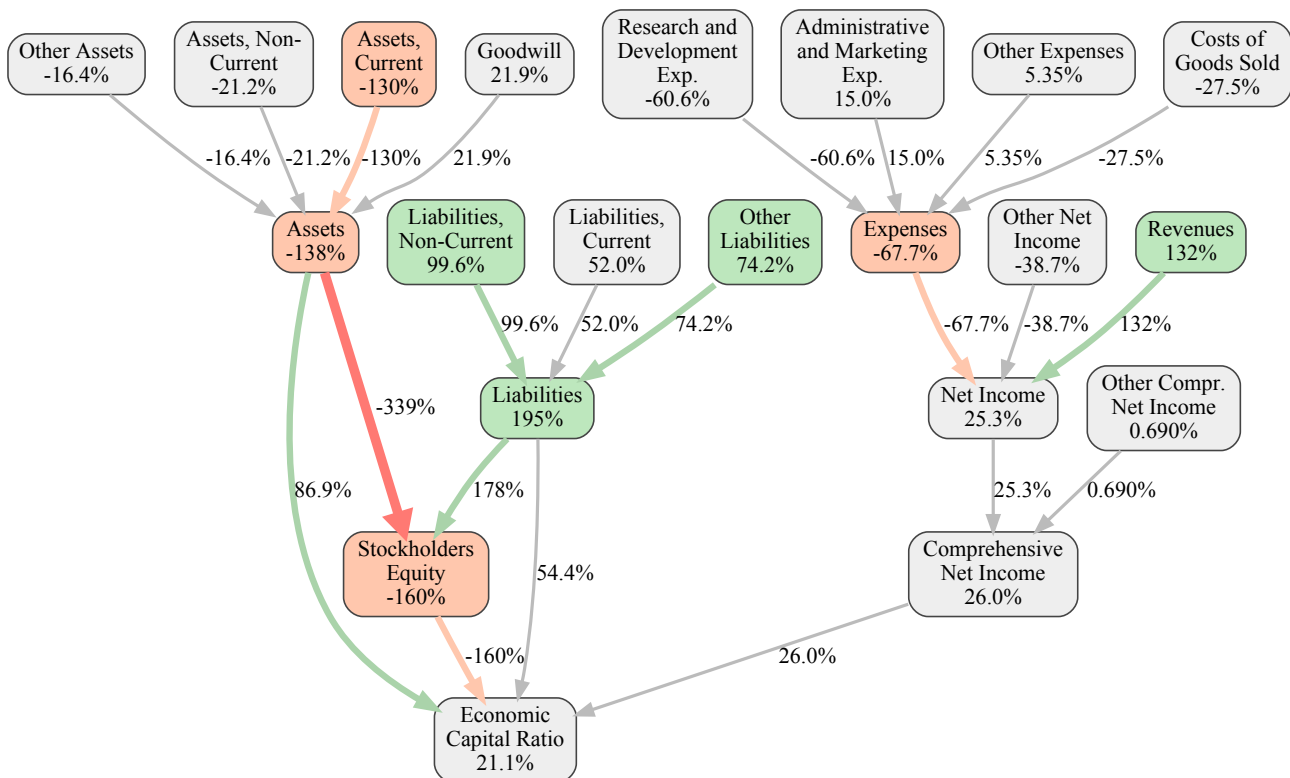 Other Assets
-16.4%
Assets, Non-
Current
-21.2%
Assets,
Current
-130%
Goodwill
21.9%
Research and
Development
Exp.
-60.6%
Administrative
and Marketing
Exp.
15.0%
Other Expenses
5.35%
Costs of
Goods Sold
-27.5%
-16.4%
-21.2%
-130%
21.9%
-60.6%
15.0%
5.35%
-27.5%
Assets
-138%
Liabilities,
Non-Current
99.6%
Liabilities,
Current
52.0%
Other
Liabilities
74.2%
Expenses
-67.7%
Other Net
Income
-38.7%
Revenues
132%
99.6%
52.0%
74.2%
-67.7%
-38.7%
132%
-339%
Liabilities
195%
Net Income
25.3%
Other Compr.
Net Income
0.690%
86.9%
178%
25.3%
0.690%
Stockholders
Equity
-160%
54.4%
Comprehensive
Net Income
26.0%
-160%
26.0%
Economic
Capital Ratio
21.1%